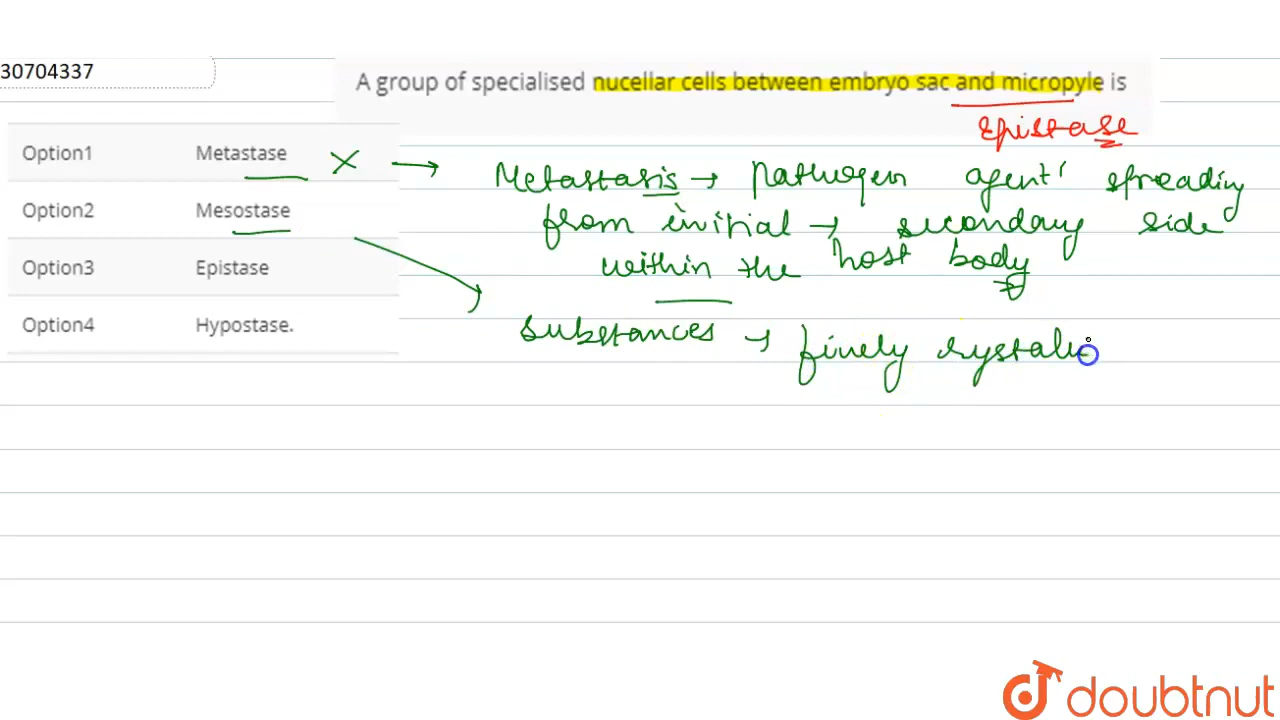 30704337
A group of specialised nucellar cells between embryo sac and micropyle is
Epistase
Option1 Metastase X
Metastasis → pathogen agent' spreading
Option2 Mesostase
from initial → secondary side
Option3 Epistase
within the host body
Option4 Hypostase.
substances → finely crystalli
doubtnut